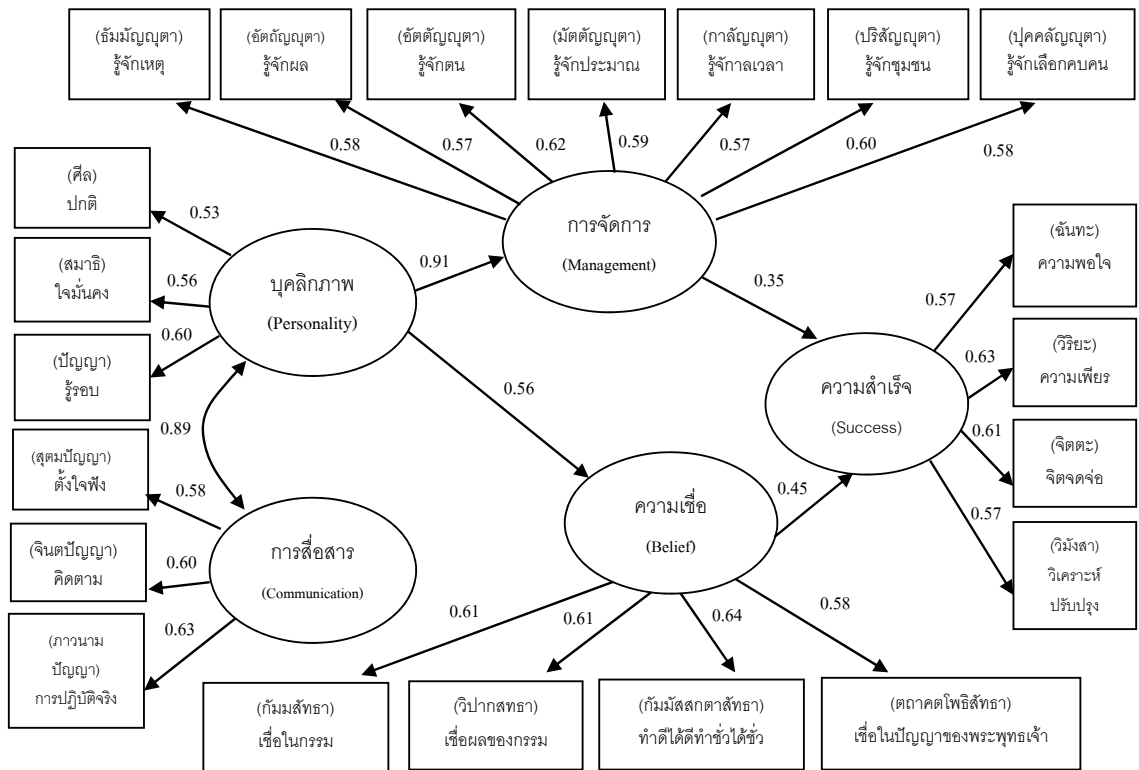 (ธัมมัญญุตา)
รู้จักเหตุ
(อัตถัญญุตา)
รู้จักผล
(อัตตัญญุตา)
รู้จักตน
(มัตตัญญุตา)
รู้จักประมาณ
(กาลัญญุตา)
รู้จักาลเวลา
(ปริสัญญุตา)
รู้จักชุมชน
(ปุคคลัญญุตา)
รู้จักเลือกคบคน
0.58
0.57
0.62
0.59
0.57
0.60
0.58
(ศีล)
ปกติ
0.53
(สมาธิ)
ใจมั่นคง
0.56
(ปัญญา)
รู้รอบ
0.60
บุคลิกภาพ
(Personality)
0.91
การจัดการ
(Management)
0.35
0.56
0.89
ความสำเร็จ
(Success)
(ฉันทะ)
ความพอใจ
0.57
(วิริยะ)
ความเพียร
0.63
(จิตตะ)
จิตจดจ่อ
0.61
(วิมังสา)
วิเคราะห์
ปรับปรุง
0.57
(สุตมปัญญา)
ตั้งใจฟัง
0.58
(จินตปัญญา)
คิดตาม
0.60
(ภาวนาม
ปัญญา)
การปฏิบัติจริง
0.63
การสื่อสาร
(Communication)
ความเชื่อ
(Belief)
0.45
0.61
0.61
0.64
0.58
(กัมมสัทธา)
เชื่อในกรรม
(วิปากสทธา)
เชื่อผลของกรรม
(กัมมัสสกตาสัทธา)
ทำดีได้ดีทำชั่วได้ชั่ว
(ตถาคตโพธิสัทธา)
เชื่อในปัญญาของพระพุทธเจ้า